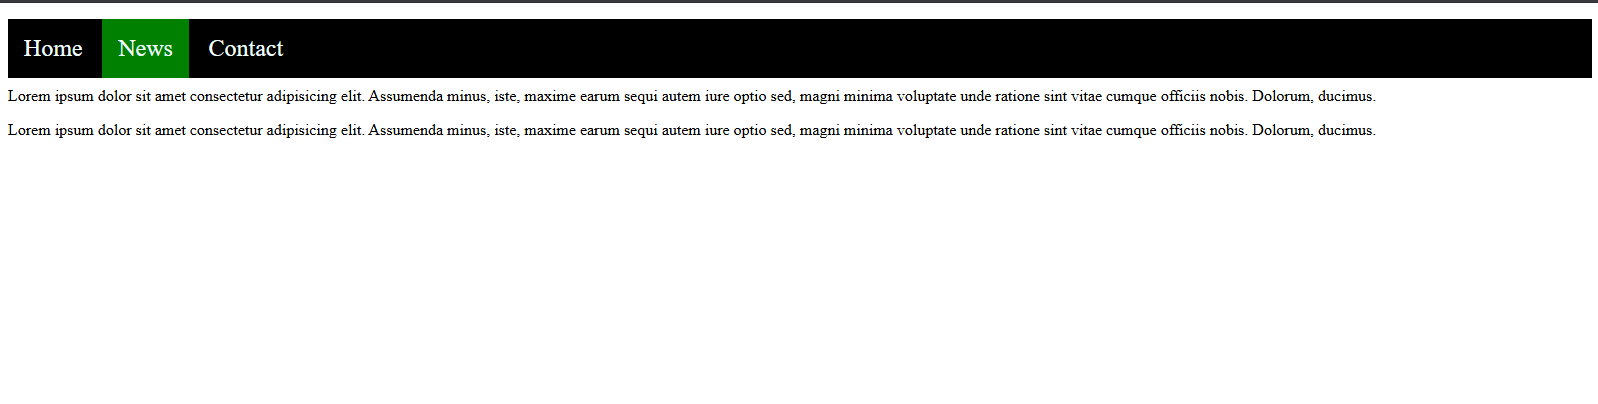 Home News Contact
Lorem ipsum dolor sit amet consectetur adipisicing elit. Assumenda minus, iste, maxime earum sequi autem iure optio sed, magni minima voluptate unde ratione sint vitae cumque officiis nobis. Dolorum, ducimus.
Lorem ipsum dolor sit amet consectetur adipisicing elit. Assumenda minus, iste, maxime earum sequi autem iure optio sed, magni minima voluptate unde ratione sint vitae cumque officiis nobis. Dolorum, ducimus.